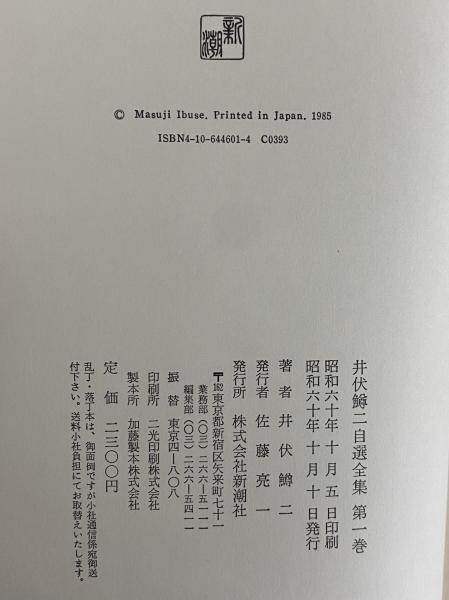 新潮
© Masuji Ibuse. Printed in Japan. 1985
ISBN4-10-644601-4 C0393
井伏鱒二自選全集 第一巻
昭和六十年 十月 五日印刷
昭和六十年 十月 十日発行
著者 井伏鱒二
発行者 佐藤亮一
発行所 株式会社新潮社
〒162 東京都新宿区矢来町七十一
業務部(〇三)二六六―五一一一
編集部(〇三)二六六―五四一一
振替 東京四―八〇八
印刷所 二光印刷株式会社
製本所 加藤製本株式会社
定価 二三〇〇円
乱丁・落丁本は、御面倒ですが小社通信係宛御送
付下さい。送料小社負担にてお取替えいたします。